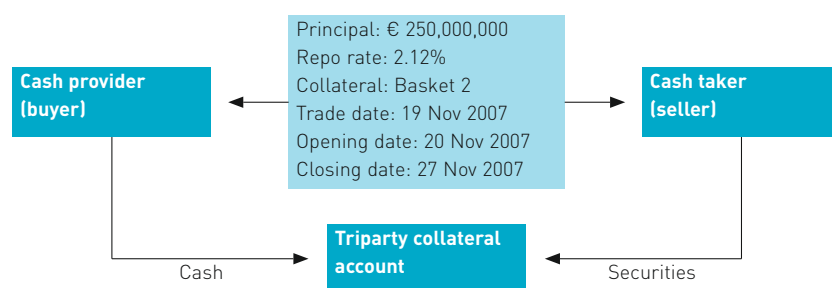 Principal: € 250,000,000
Repo rate: 2.12%
Collateral: Basket 2
Trade date: 19 Nov 2007
Opening date: 20 Nov 2007
Closing date: 27 Nov 2007
Cash provider
(buyer)
Cash taker
(seller)
Triparty collateral
account
Cash
Securities